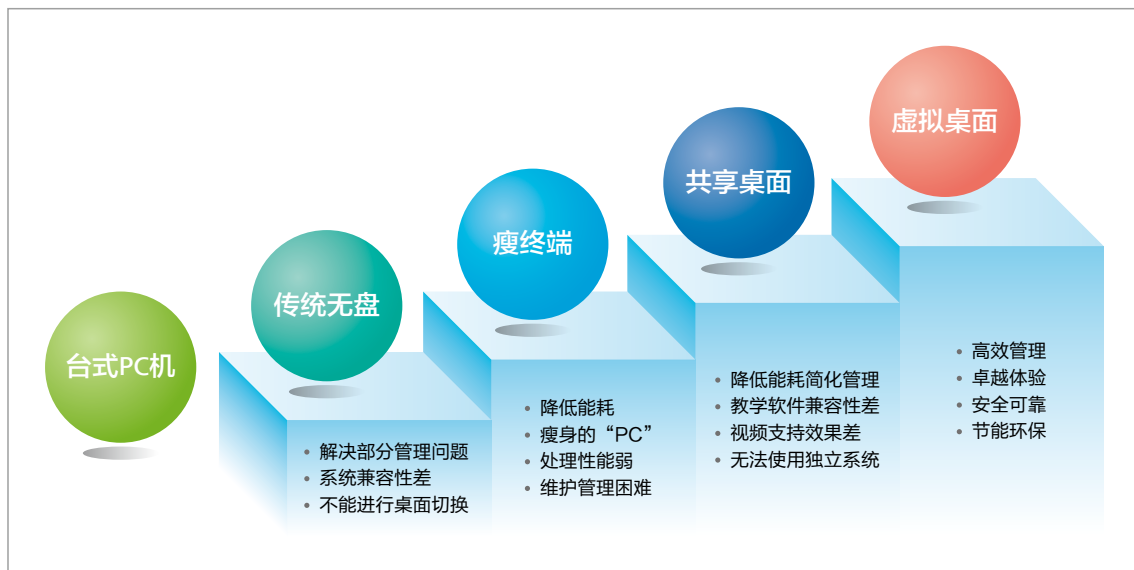 台式PC机
传统无盘
• 解决部分管理问题
• 系统兼容性差
• 不能进行桌面切换
瘦终端
• 降低能耗
• 瘦身的“PC”
• 处理性能弱
• 维护管理困难
共享桌面
• 降低能耗简化管理
• 教学软件兼容性差
• 视频支持效果差
• 无法使用独立系统
虚拟桌面
• 高效管理
• 卓越体验
• 安全可靠
• 节能环保